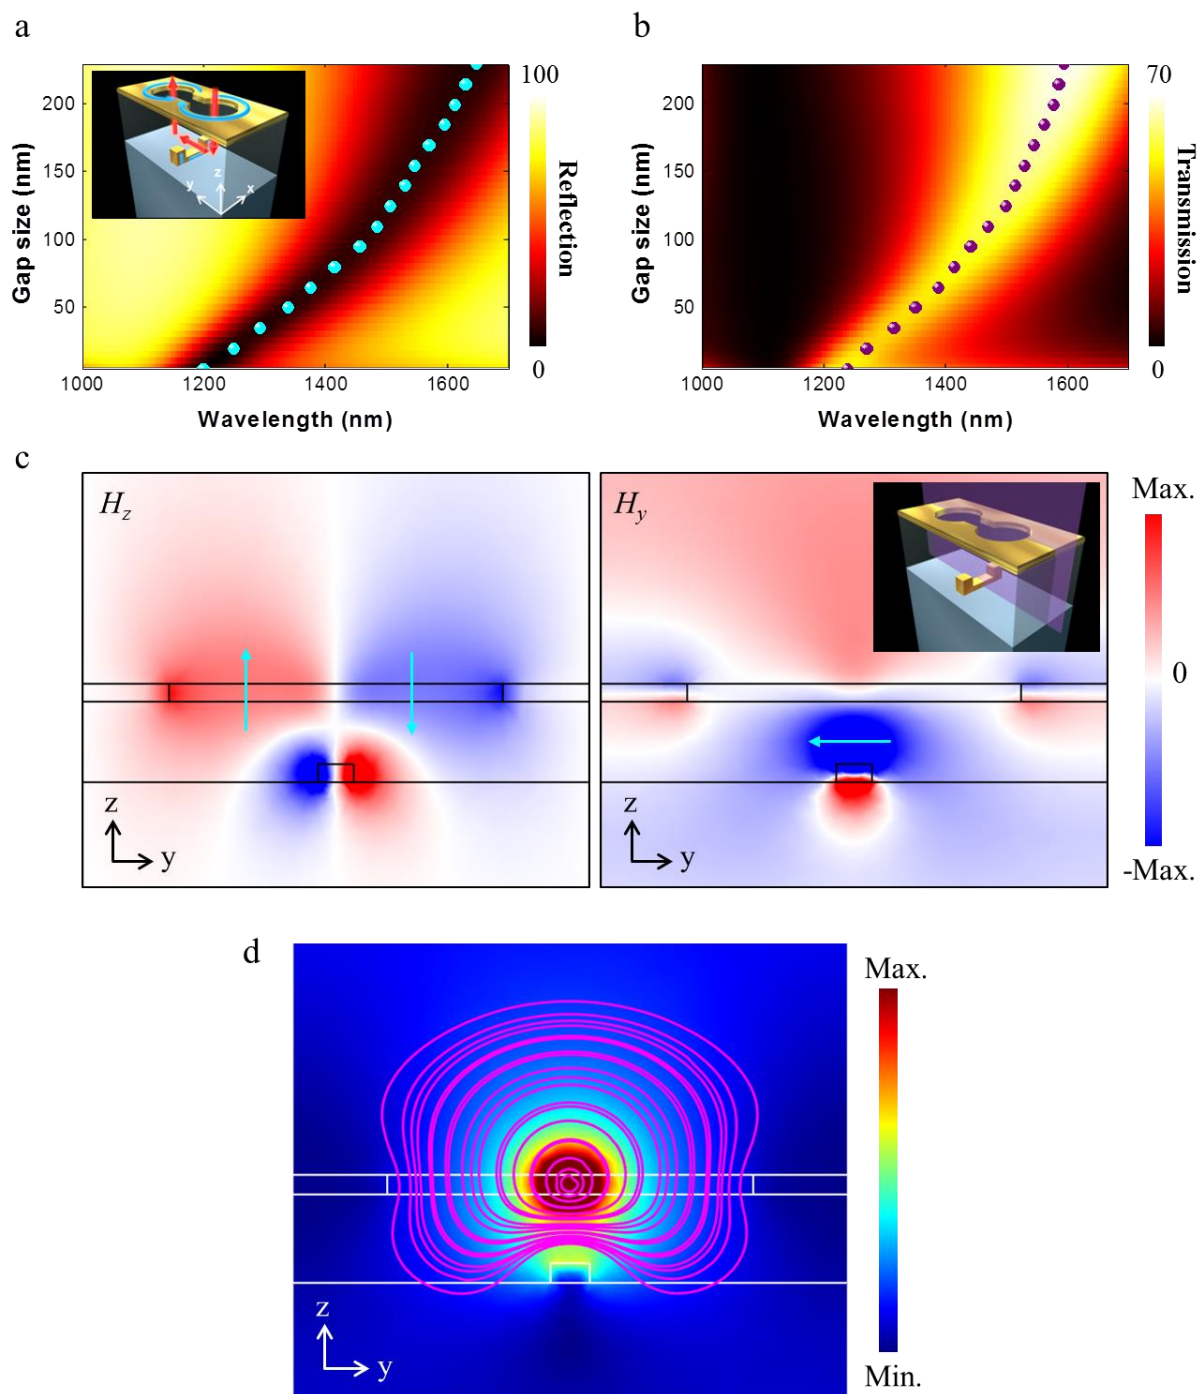 a
b
200
150
100
50
1000
1200
1400
1600
Gap size (nm)
Wavelength (nm)
z
y
x
100
Reflection
0
200
150
100
50
1000
1200
1400
1600
Gap size (nm)
Wavelength (nm)
70
Transmission
0
c
Hz
z
y
Hy
z
y
Max.
0
-Max.
d
z
y
Max.
Min.